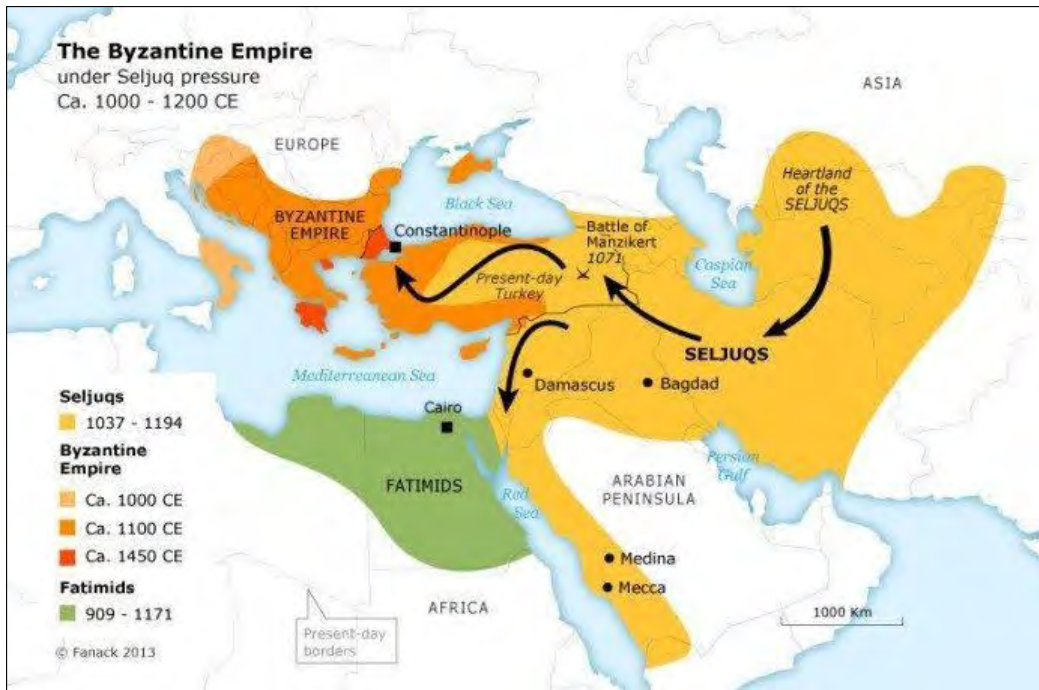 The Byzantine Empire
under Seljuq pressure
Ca. 1000 - 1200 CE
ASIA
EUROPE
Heartland
of the
SELJUQS
Black Sea
BYZANTINE
EMPIRE
Constantinople
Battle of
Manzikert
1071
Caspian
Sea
Present-day
Turkey
SELJUQS
Mediterranean Sea
Damascus
Bagdad
Cairo
Persian
Gulf
FATIMIDS
Red
Sea
ARABIAN
PENINSULA
Medina
Mecca
AFRICA
1000 Km
Seljuqs
1037 - 1194
Byzantine
Empire
Ca. 1000 CE
Ca. 1100 CE
Ca. 1450 CE
Fatimids
909 - 1171
Present-day
borders
© Fanack 2013